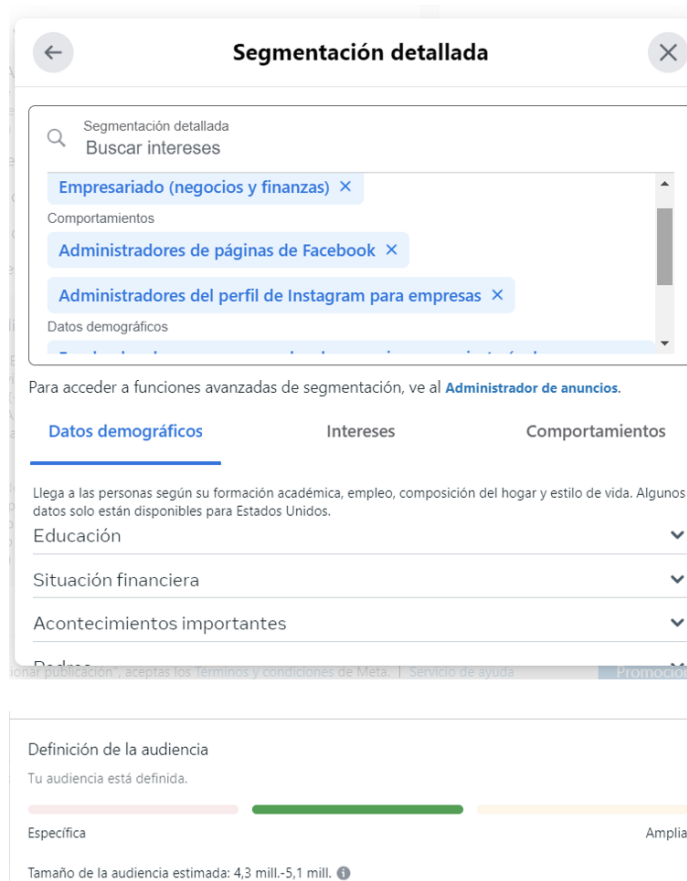 Segmentación detallada
Segmentación detallada
Buscar intereses
Empresariado (negocios y finanzas) ×
Comportamientos
Administradores de páginas de Facebook ×
Administradores del perfil de Instagram para empresas ×
Datos demográficos
Para acceder a funciones avanzadas de segmentación, ve al Administrador de anuncios.
Datos demográficos Intereses Comportamientos
Llega a las personas según su formación académica, empleo, composición del hogar y estilo de vida. Algunos
datos solo están disponibles para Estados Unidos.
Educación
Situación financiera
Acontecimientos importantes
Padres
publicación", aceptas los Términos y condiciones de Meta. | Servicio de ayuda
Definición de la audiencia
Tu audiencia está definida.
Específica Amplia
Tamaño de la audiencia estimada: 4,3 mill.-5,1 mill.